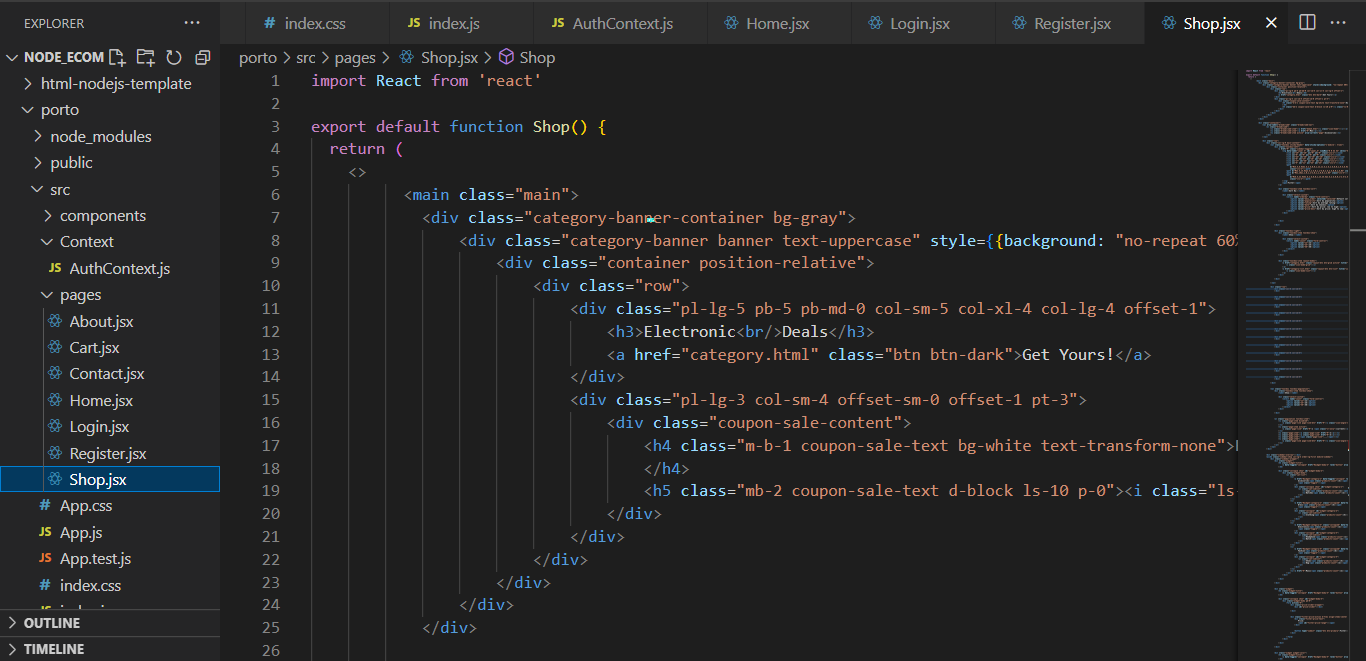 EXPLORER
index.css
JS index.js
JS AuthContext.js
Home.jsx
Login.jsx
Register.jsx
Shop.jsx
NODE_ECOM
porto > src > pages > Shop.jsx > Shop
html-nodejs-template
porto
node_modules
public
src
components
Context
JS AuthContext.js
pages
About.jsx
Cart.jsx
Contact.jsx
Home.jsx
Login.jsx
Register.jsx
Shop.jsx
# App.css
JS App.js
JS App.test.js
# index.css
OUTLINE
TIMELINE
1 import React from 'react'
2
3 export default function Shop() {
4 return (
5 <>
6 <main class="main">
7 <div class="category-banner-container bg-gray">
8 <div class="category-banner banner text-uppercase" style={{background: "no-repeat 60%
9 <div class="container position-relative">
10 <div class="row">
11 <div class="pl-lg-5 pb-5 pb-md-0 col-sm-5 col-xl-4 col-lg-4 offset-1">
12 <h3>Electronic<br/>Deals</h3>
13 <a href="category.html" class="btn btn-dark">Get Yours!</a>
14 </div>
15 <div class="pl-lg-3 col-sm-4 offset-sm-0 offset-1 pt-3">
16 <div class="coupon-sale-content">
17 <h4 class="m-b-1 coupon-sale-text bg-white text-transform-none">
18 </h4>
19 <h5 class="mb-2 coupon-sale-text d-block ls-10 p-0"><i class="ls-
20 </div>
21 </div>
22 </div>
23 </div>
24 </div>
25 </div>
26